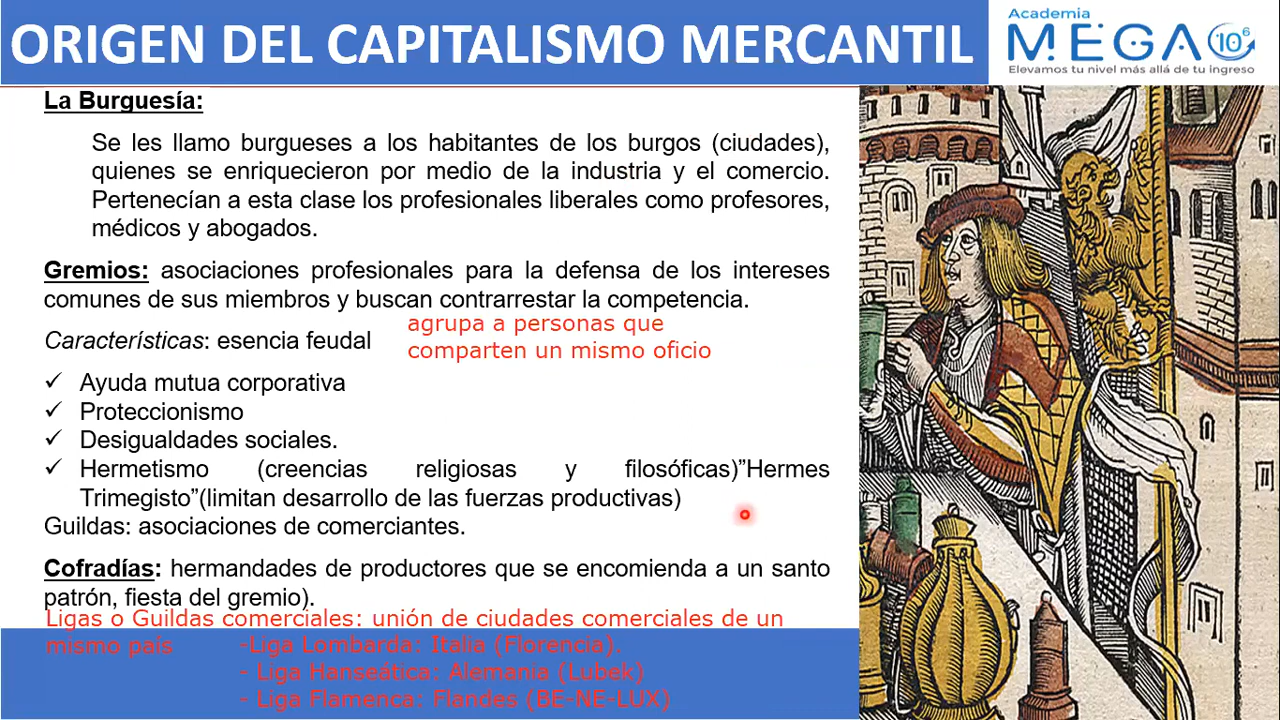 ORIGEN DEL CAPITALISMO MERCANTIL
Academia
MEGA 10⁶
Elevamos tu nivel más allá de tu ingreso
La Burguesía:
Se les llamo burgueses a los habitantes de los burgos (ciudades),
quienes se enriquecieron por medio de la industria y el comercio.
Pertenecían a esta clase los profesionales liberales como profesores,
médicos y abogados.
Gremios: asociaciones profesionales para la defensa de los intereses
comunes de sus miembros y buscan contrarrestar la competencia.
Características: esencia feudal
agrupa a personas que
comparten un mismo oficio
✓ Ayuda mutua corporativa
✓ Proteccionismo
✓ Desigualdades sociales.
✓ Hermetismo (creencias religiosas y filosóficas)”Hermes
Trimegisto”(limitan desarrollo de las fuerzas productivas)
Guildas: asociaciones de comerciantes.
Cofradías: hermandades de productores que se encomienda a un santo
patrón, fiesta del gremio).
Ligas o Guildas comerciales: unión de ciudades comerciales de un
mismo país -Liga Lombarda: Italia (Florencia).
- Liga Hanseática: Alemania (Lubek)
- Liga Flamenca: Flandes (BE-NE-LUX)